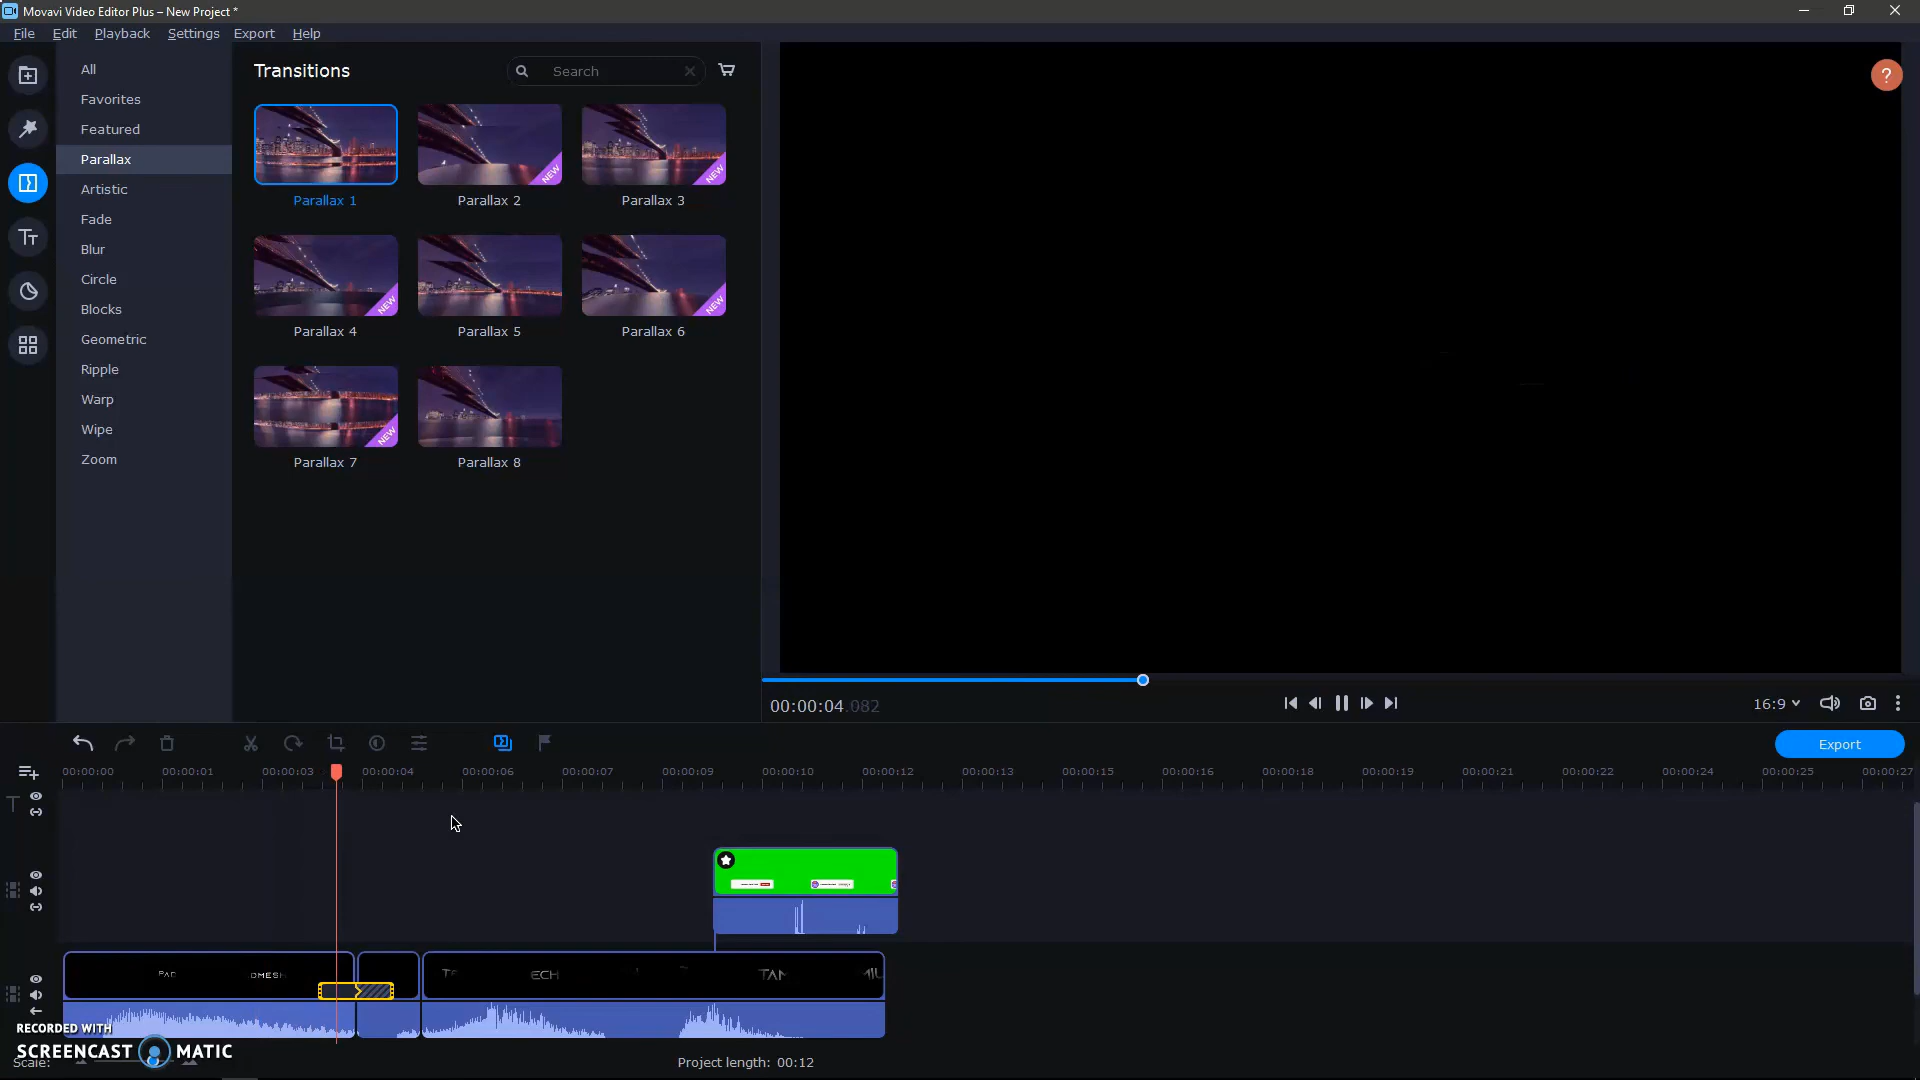 Movavi Video Editor Plus – New Project *
File Edit Playback Settings Export Help
All
Favorites
Featured
Parallax
Artistic
Fade
Blur
Circle
Blocks
Geometric
Ripple
Warp
Wipe
Zoom
Transitions
Search
?
NEW NEW
Parallax 1 Parallax 2 Parallax 3
NEW NEW
Parallax 4 Parallax 5 Parallax 6
NEW
Parallax 7 Parallax 8
00:00:04.082
16:9
Export
00:00:00 00:00:01 00:00:03 00:00:04 00:00:06 00:00:07 00:00:09 00:00:10 00:00:12 00:00:13 00:00:15 00:00:16 00:00:18 00:00:19 00:00:21 00:00:22 00:00:24 00:00:25 00:00:27
ECH TAN
RECORDED WITH
SCREENCAST MATIC
Scale:
Project length: 00:12